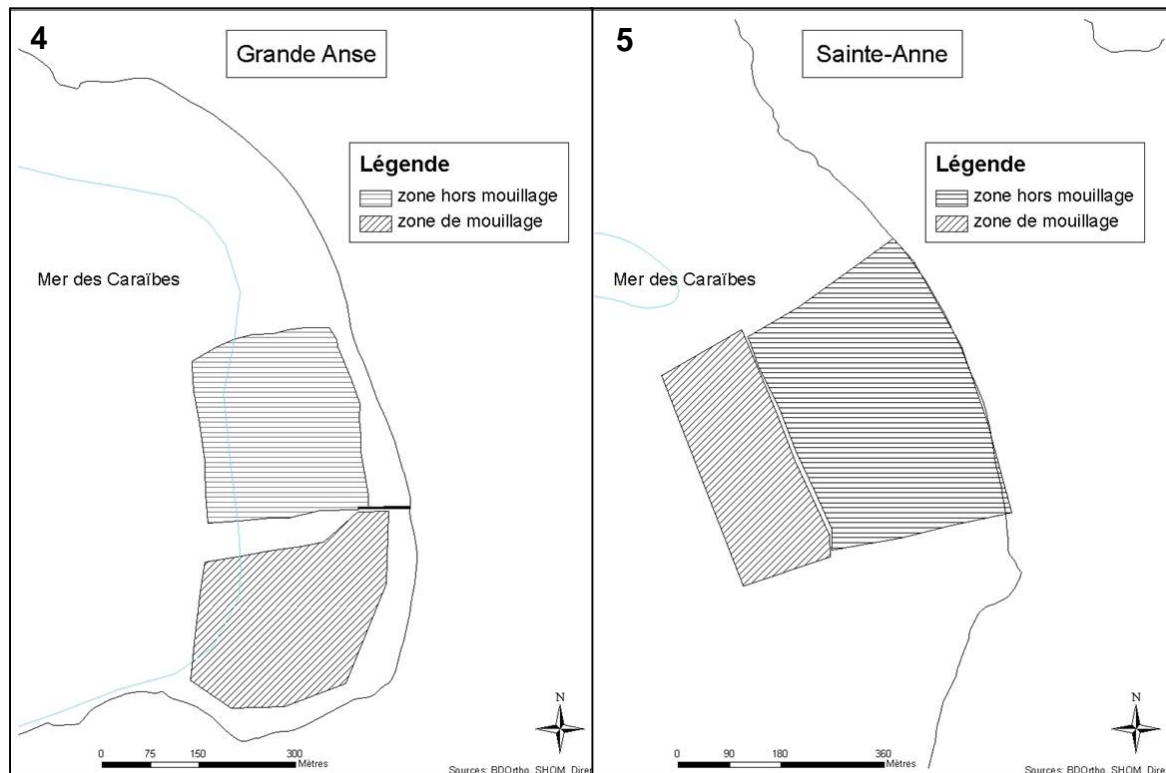 4
Grande Anse
Légende
zone hors mouillage
zone de mouillage
Mer des Caraïbes
N
0 75 150 300
Mètres
Sources: BDOrtho, SHOM, Diren
5
Sainte-Anne
Légende
zone hors mouillage
zone de mouillage
Mer des Caraïbes
N
0 90 180 360
Mètres
Sources: BDOrtho, SHOM, Diren